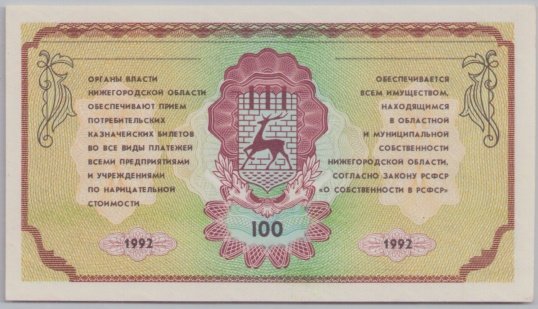 ОРГАНЫ ВЛАСТИ
НИЖЕГОРОДСКОЙ ОБЛАСТИ
ОБЕСПЕЧИВАЮТ ПРИЕМ
ПОТРЕБИТЕЛЬСКИХ
КАЗНАЧЕЙСКИХ БИЛЕТОВ
ВО ВСЕ ВИДЫ ПЛАТЕЖЕЙ
ВСЕМИ ПРЕДПРИЯТИЯМИ
И УЧРЕЖДЕНИЯМИ
ПО НАРИЦАТЕЛЬНОЙ
СТОИМОСТИ
ОБЕСПЕЧИВАЕТСЯ
ВСЕМ ИМУЩЕСТВОМ,
НАХОДЯЩИМСЯ
В ОБЛАСТНОЙ
И МУНИЦИПАЛЬНОЙ
СОБСТВЕННОСТИ
НИЖЕГОРОДСКОЙ ОБЛАСТИ,
СОГЛАСНО ЗАКОНУ РСФСР
«О СОБСТВЕННОСТИ В РСФСР»
100
1992
1992